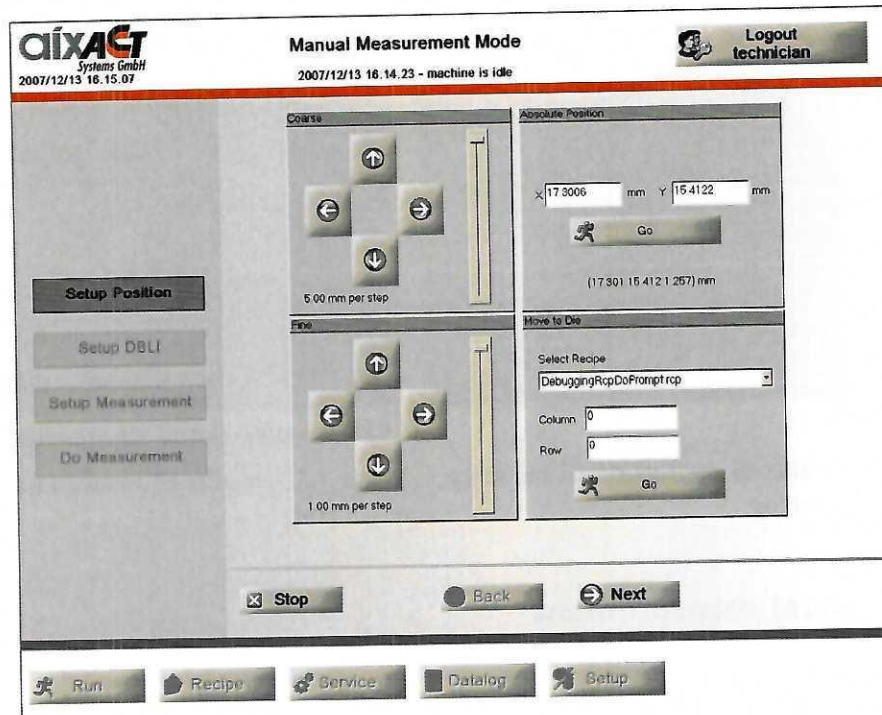 aixACT
Systems GmbH
2007/12/13 16.15.07
Manual Measurement Mode
2007/12/13 16.14.23 - machine is idle
Logout
technician
Setup Position
Setup DBLI
Setup Measurement
Do Measurement
Coarse
5.00 mm per step
Fine
1.00 mm per step
Absolute Position
X 17.3006 mm Y 15.4122 mm
Go
(17.301 15.412 1.257) mm
Move to Die
Select Recipe
DebuggingRcpDoPrompt.rcp
Column 0
Row 0
Go
Stop
Back
Next
Run
Recipe
Service
Datalog
Setup